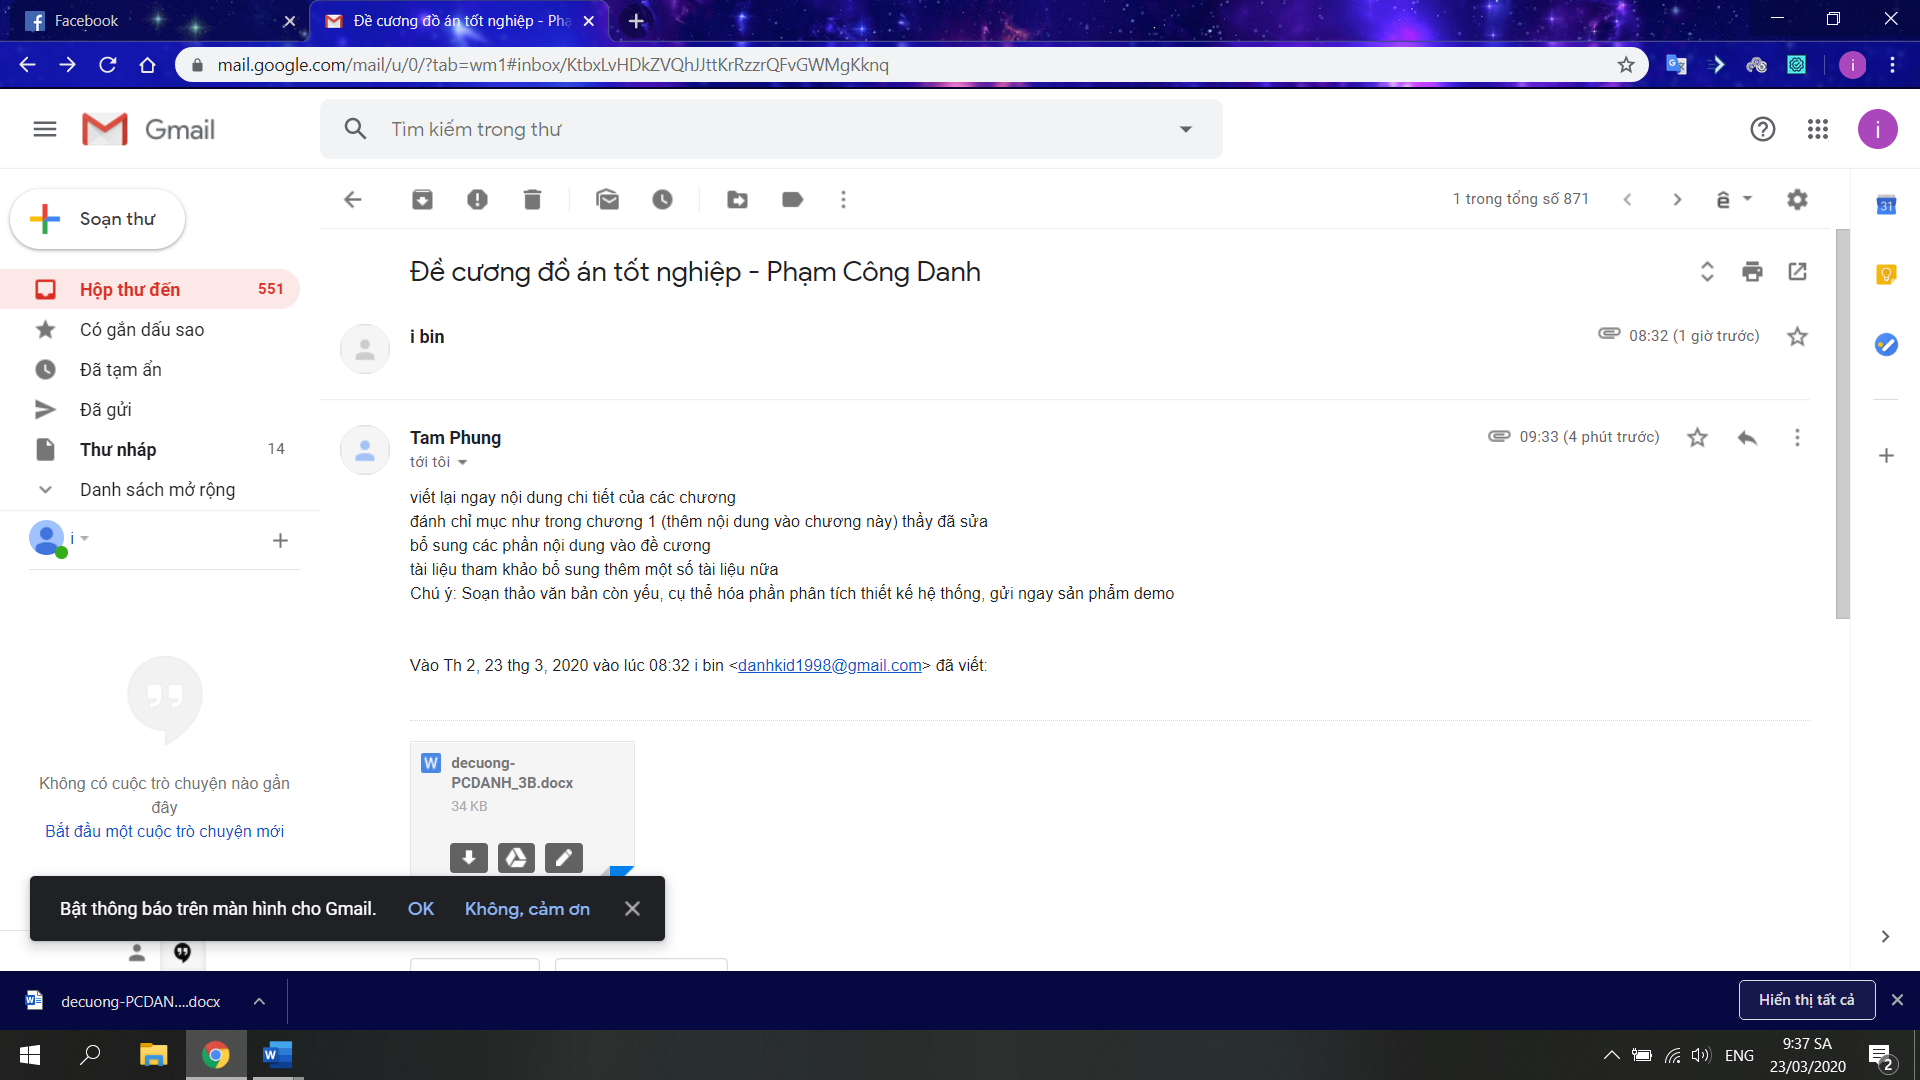 Facebook
Đề cương đồ án tốt nghiệp - Phạ
mail.google.com/mail/u/0/?tab=wm1#inbox/KtbxLvHDkZVQhJJttKrRzzrQFvGWMgKknq
i
Gmail
Tìm kiếm trong thư
i
Soạn thư
1 trong tổng số 871
ê
31
Hộp thư đến 551
Có gắn dấu sao
Đã tạm ẩn
Đã gửi
Thư nháp 14
Danh sách mở rộng
i
Không có cuộc trò chuyện nào gần
đây
Bắt đầu một cuộc trò chuyện mới
Đề cương đồ án tốt nghiệp - Phạm Công Danh
i bin
08:32 (1 giờ trước)
Tam Phung
09:33 (4 phút trước)
tới tôi
viết lại ngay nội dung chi tiết của các chương
đánh chỉ mục như trong chương 1 (thêm nội dung vào chương này) thầy đã sửa
bổ sung các phần nội dung vào đề cương
tài liệu tham khảo bổ sung thêm một số tài liệu nữa
Chú ý: Soạn thảo văn bản còn yếu, cụ thể hóa phần phân tích thiết kế hệ thống, gửi ngay sản phẩm demo
Vào Th 2, 23 thg 3, 2020 vào lúc 08:32 i bin <danhkid1998@gmail.com> đã viết:
W
decuong-
PCDANH_3B.docx
34 KB
Bật thông báo trên màn hình cho Gmail. OK Không, cảm ơn
decuong-PCDAN....docx
Hiển thị tất cả
ENG
9:37 SA
23/03/2020
2